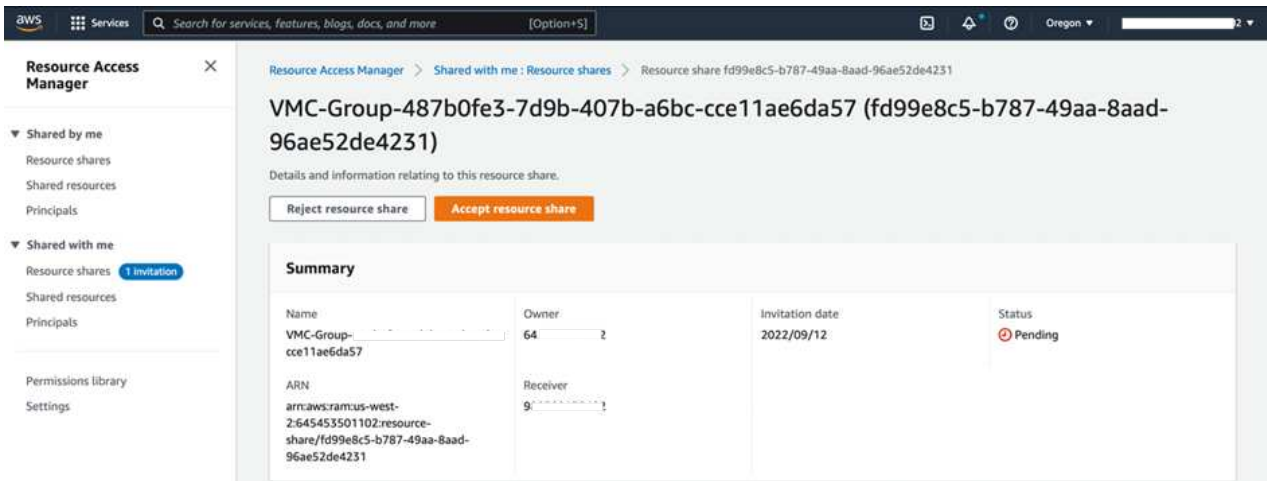 aws
Services
Search for services, features, blogs, docs, and more
[Option+S]
Oregon
2
Resource Access
Manager
Shared by me
Resource shares
Shared resources
Principals
Shared with me
Resource shares 1 invitation
Shared resources
Principals
Permissions library
Settings
Resource Access Manager > Shared with me : Resource shares > Resource share fd99e8c5-b787-49aa-8aad-96ae52de4231
VMC-Group-487b0fe3-7d9b-407b-a6bc-cce11ae6da57 (fd99e8c5-b787-49aa-8aad-
96ae52de4231)
Details and information relating to this resource share.
Reject resource share
Accept resource share
Summary
Name
VMC-Group-
cce11ae6da57
Owner
64 2
Invitation date
2022/09/12
Status
Pending
ARN
arn:aws:ram:us-west-
2:645453501102:resource-
share/fd99e8c5-b787-49aa-8aad-
96ae52de4231
Receiver
9